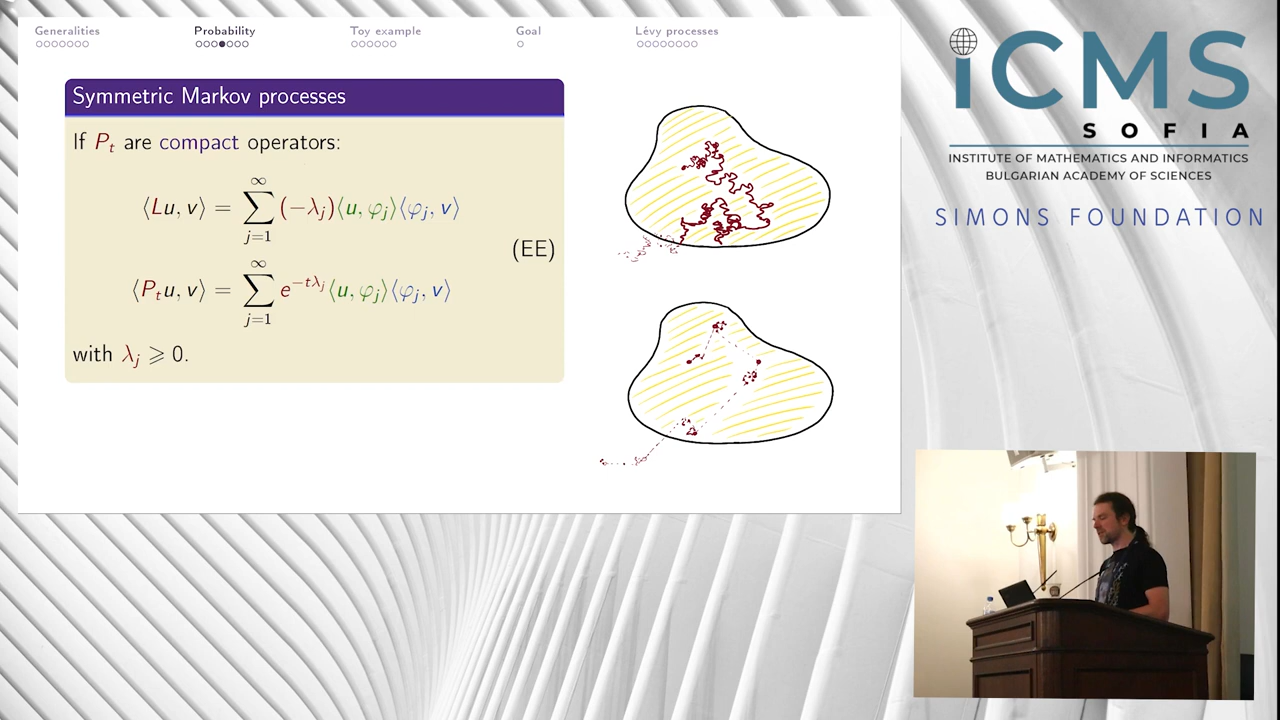 Generalities Probability Toy example Goal Lèvy processes
Symmetric Markov processes
If P_t are compact operators:
⟨Lu, v⟩ = ∑_{j=1}^{∞} (−λ_j)⟨u, φ_j⟩⟨φ_j, v⟩
(EE)
⟨P_t u, v⟩ = ∑_{j=1}^{∞} e^{−tλ_j}⟨u, φ_j⟩⟨φ_j, v⟩
with λ_j ⩾ 0.
iCMS
SOFIA
INSTITUTE OF MATHEMATICS AND INFORMATICS
BULGARIAN ACADEMY OF SCIENCES
SIMONS FOUNDATION